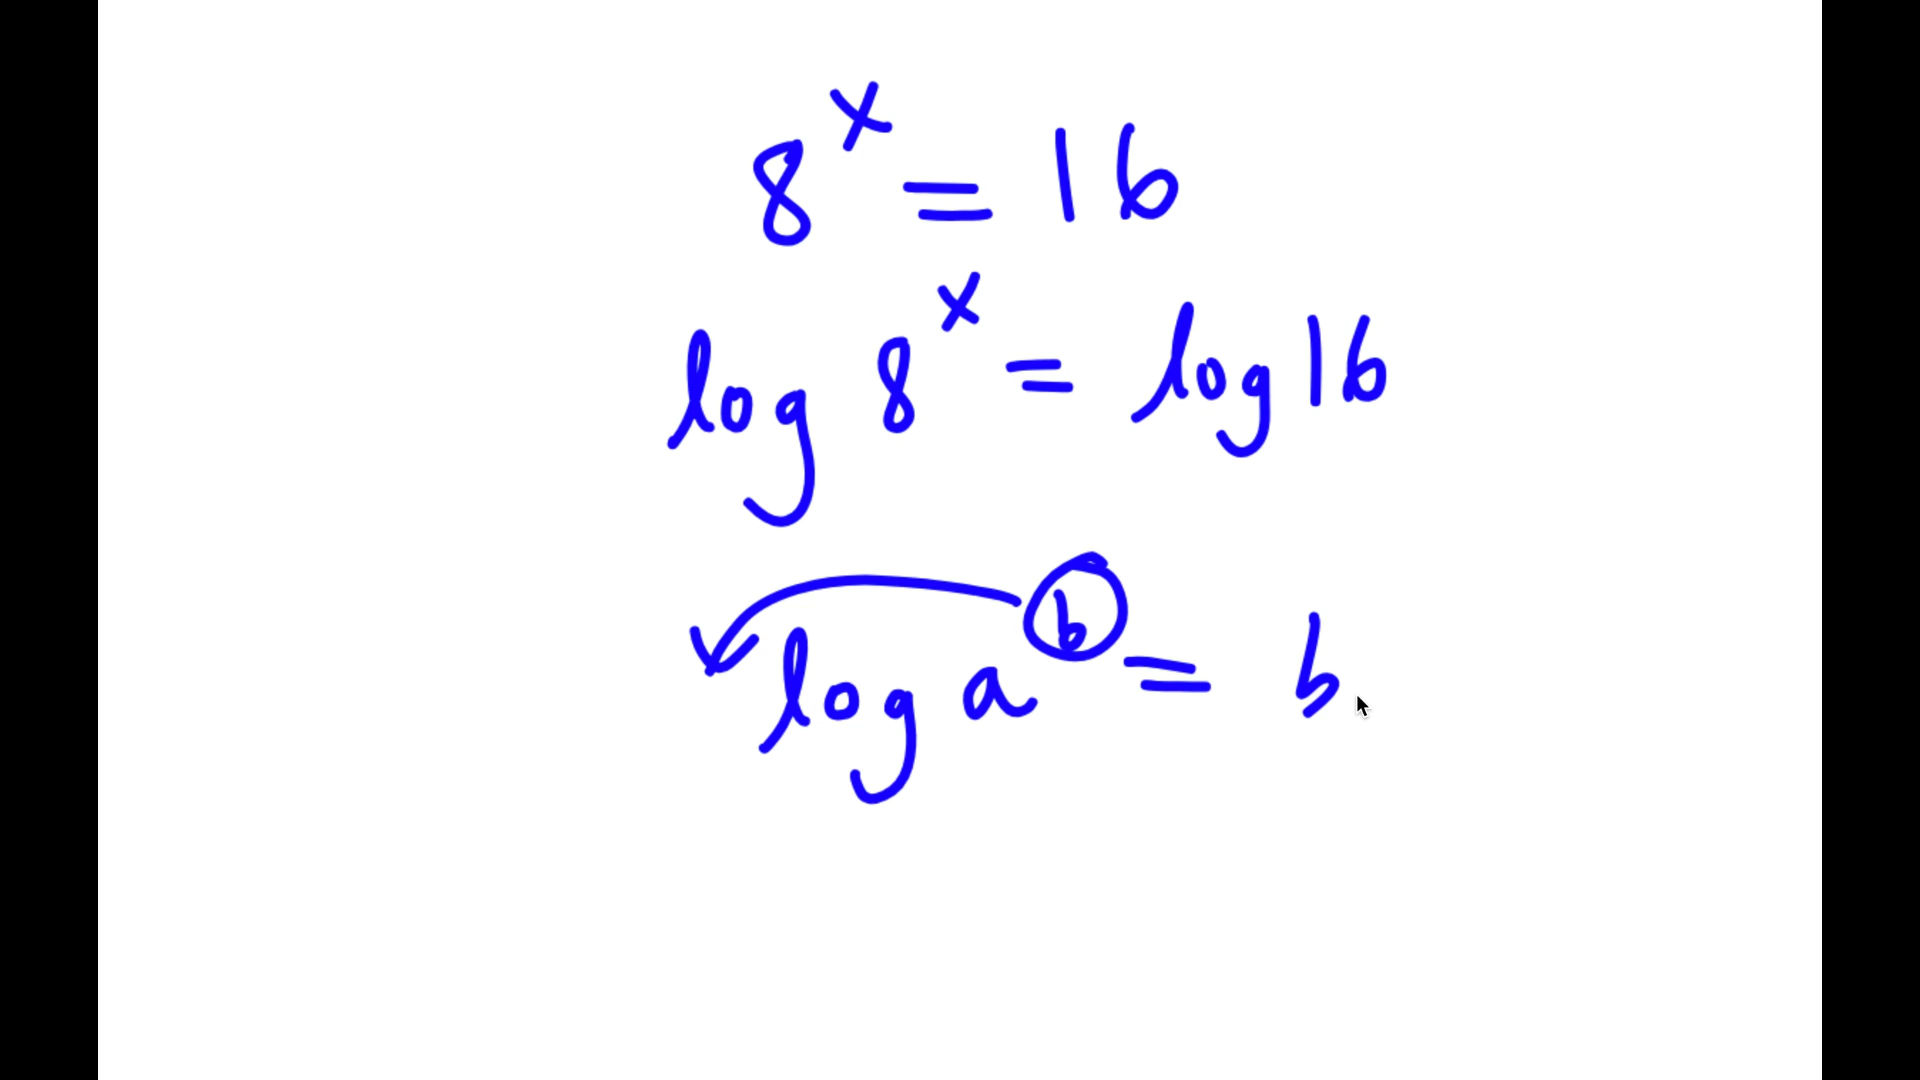 8^x = 16
log 8^x = log 16
log a^b = b